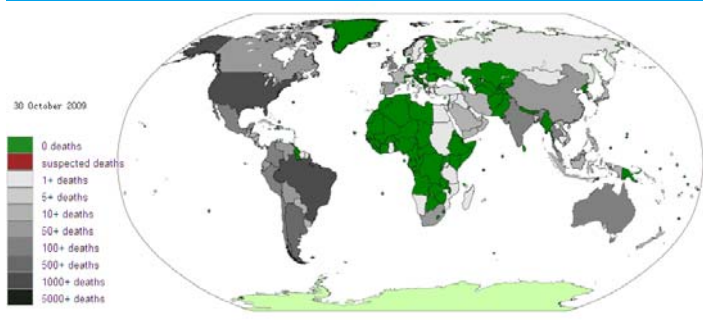 30 October 2009
0 deaths
suspected deaths
1+ deaths
5+ deaths
10+ deaths
50+ deaths
100+ deaths
500+ deaths
1000+ deaths
5000+ deaths